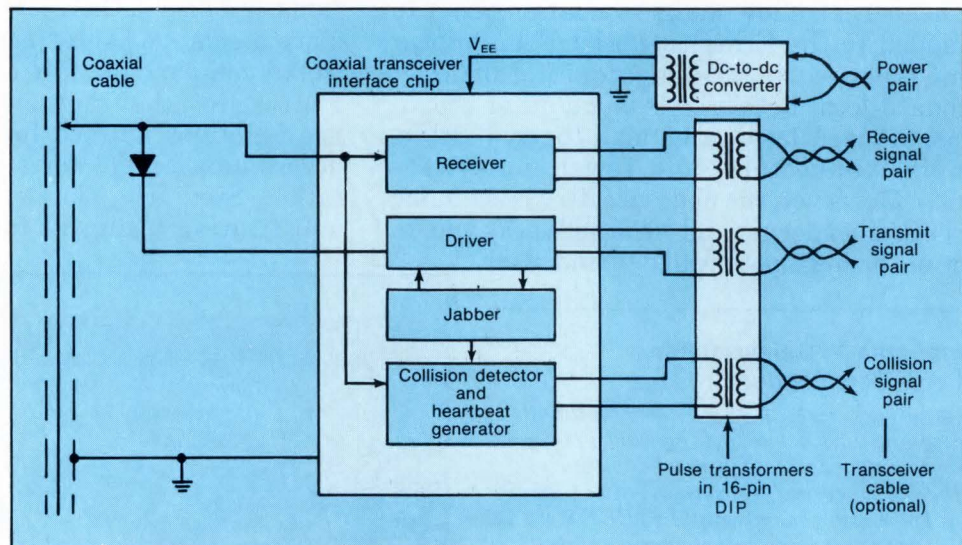 Coaxial
cable
Coaxial transceiver
interface chip
VEE
Dc-to-dc
converter
Power
pair
Receiver
Receive
signal
pair
Driver
Transmit
signal
pair
Jabber
Collision detector
and
heartbeat
generator
Collision
signal
pair
Pulse transformers
in 16-pin
DIP
Transceiver
cable
(optional)